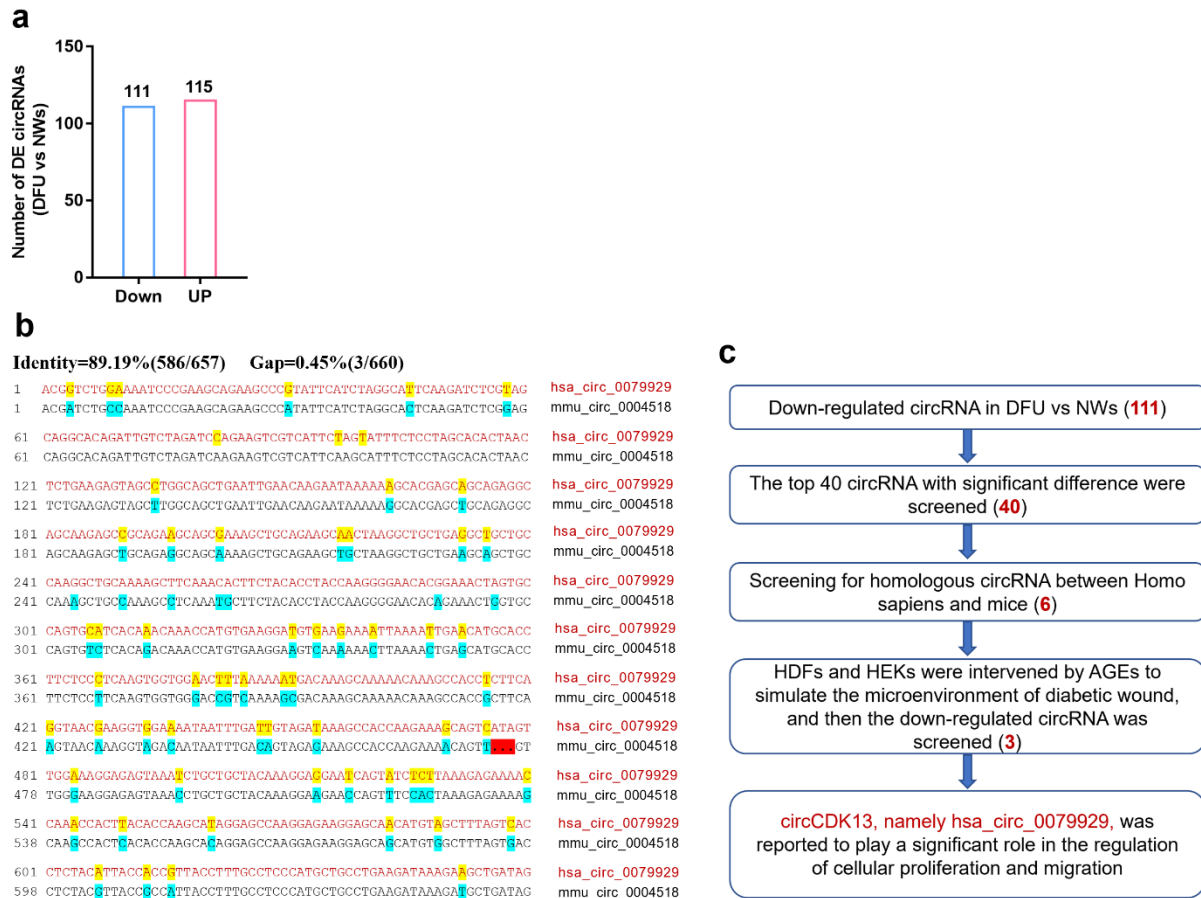 a
150
100
50
0
Number of DE circRNAs
(DFU vs NWs)
111
115
Down
UP
b
Identity=89.19%(586/657) Gap=0.45%(3/660)
1 ACGGTCTGGAAAATCCCGAAGCAGAAGCCCGTATTCATCTAGGCATTCAAGATCTCGTAG hsa_circ_0079929
1 ACGATCTGCCAAATCCCGAAGCAGAAGCCCATATTCATCTAGGCACTCAAGATCTCGGAG mmu_circ_0004518
61 CAGGCACAGATTGTCTAGATCCAGAAGTCGTCATTCTAGTATTTCTCCTAGCACACTAAC hsa_circ_0079929
61 CAGGCACAGATTGTCTAGATCAAGAAGTCGTCATTCAAGCATTTCTCCTAGCACACTAAC mmu_circ_0004518
121 TCTGAAGAGTAGCCTGGCAGCTGAATTGAACAAGAATAAAAAAGCACGAGCAGCAGAGGC hsa_circ_0079929
121 TCTGAAGAGTAGCTTGGCAGCTGAATTGAACAAGAATAAAAAGGCACGAGCTGCAGAGGC mmu_circ_0004518
181 AGCAAGAGCCGCAGAAGCAGCGAAAGCTGCAGAAGCAACTAAGGCTGCTGAGGCTGCTGC hsa_circ_0079929
181 AGCAAGAGCTGCAGAGGCAGCAAAAGCTGCAGAAGCTGCTAAGGCTGCTGAAGCAGCTGC mmu_circ_0004518
241 CAAGGCTGCAAAAGCTTCAAACACTTCTACACCTACCAAGGGGAACACGGAAACTAGTGC hsa_circ_0079929
241 CAAAGCTGCCAAAGCCTCAAATGCTTCTACACCTACCAAGGGGAACACAGAAACTGGTGC mmu_circ_0004518
301 CAGTGCATCACAAACAAACCATGTGAAGGATGTGAAGAAAATTAAAATTGAACATGCACC hsa_circ_0079929
301 CAGTGTCTCACAGACAAACCATGTGAAGGAAGTCAAAAAACTTAAAACTGAGCATGCACC mmu_circ_0004518
361 TTCTCCCTCAAGTGGTGGAACTTTAAAAAATGACAAAGCAAAAACAAAGCCACCTCTTCA hsa_circ_0079929
361 TTCTCCTTCAAGTGGTGGGACCGTCAAAAGCGACAAAGCAAAAACAAAGCCACCGCTTCA mmu_circ_0004518
421 GGTAACGAAGGTGGAAAATAATTTGATTGTAGATAAAGCCACCAAGAAAGCAGTCATAGT hsa_circ_0079929
421 AGTAACAAAGGTAGACAATAATTTGACAGTAGAGAAAGCCACCAAGAAAACAGTT...GT mmu_circ_0004518
481 TGGAAAGGAGAGTAAATCTGCTGCTACAAAGGAGGAATCAGTATCTCTTAAAGAGAAAAC hsa_circ_0079929
478 TGGGAAGGAGAGTAAACCTGCTGCTACAAAGGAAGAACCAGTTTCCACTAAAGAGAAAAG mmu_circ_0004518
541 CAAACCACTTACACCAAGCATAGGAGCCAAGGAGAAGGAGCAACATGTAGCTTTAGTCAC hsa_circ_0079929
538 CAAGCCACTCACACCAAGCACAGGAGCCAAGGAGAAGGAGCAGCATGTGGCTTTAGTGAC mmu_circ_0004518
601 CTCTACATTACCACCGTTACCTTTGCCTCCCATGCTGCCTGAAGATAAAGAAGCTGATAG hsa_circ_0079929
598 CTCTACGTTACCGCCATTACCTTTGCCTCCCATGCTGCCTGAAGATAAAGATGCTGATAG mmu_circ_0004518
c
Down-regulated circRNA in DFU vs NWs (111)
The top 40 circRNA with significant difference were
screened (40)
Screening for homologous circRNA between Homo
sapiens and mice (6)
HDFs and HEKs were intervened by AGEs to
simulate the microenvironment of diabetic wound,
and then the down-regulated circRNA was
screened (3)
circCDK13, namely hsa_circ_0079929, was
reported to play a significant role in the regulation
of cellular proliferation and migration